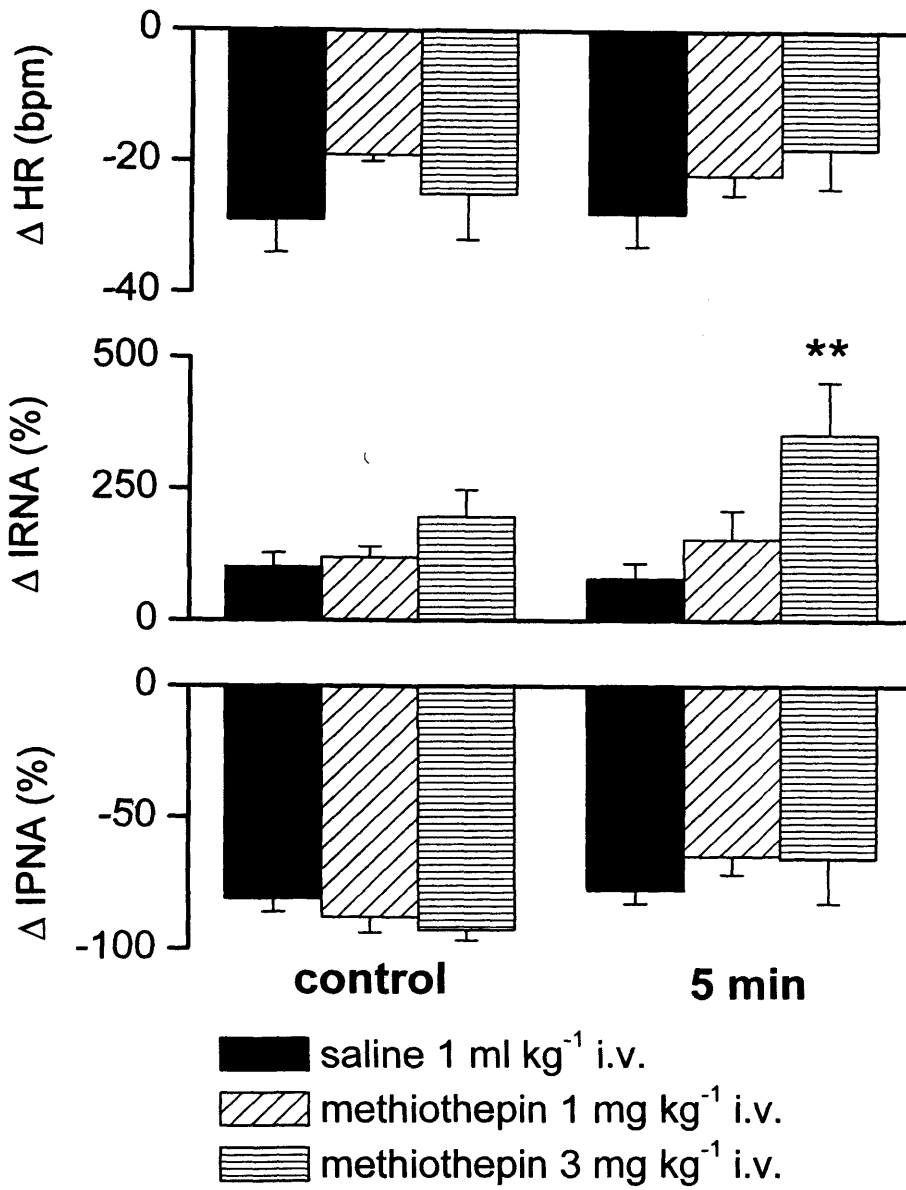 Δ HR (bpm)
0
-20
-40
Δ IRNA (%)
500
250
0
**
Δ IPNA (%)
0
-50
-100
control
5 min
saline 1 ml kg⁻¹ i.v.
methiothepin 1 mg kg⁻¹ i.v.
methiothepin 3 mg kg⁻¹ i.v.